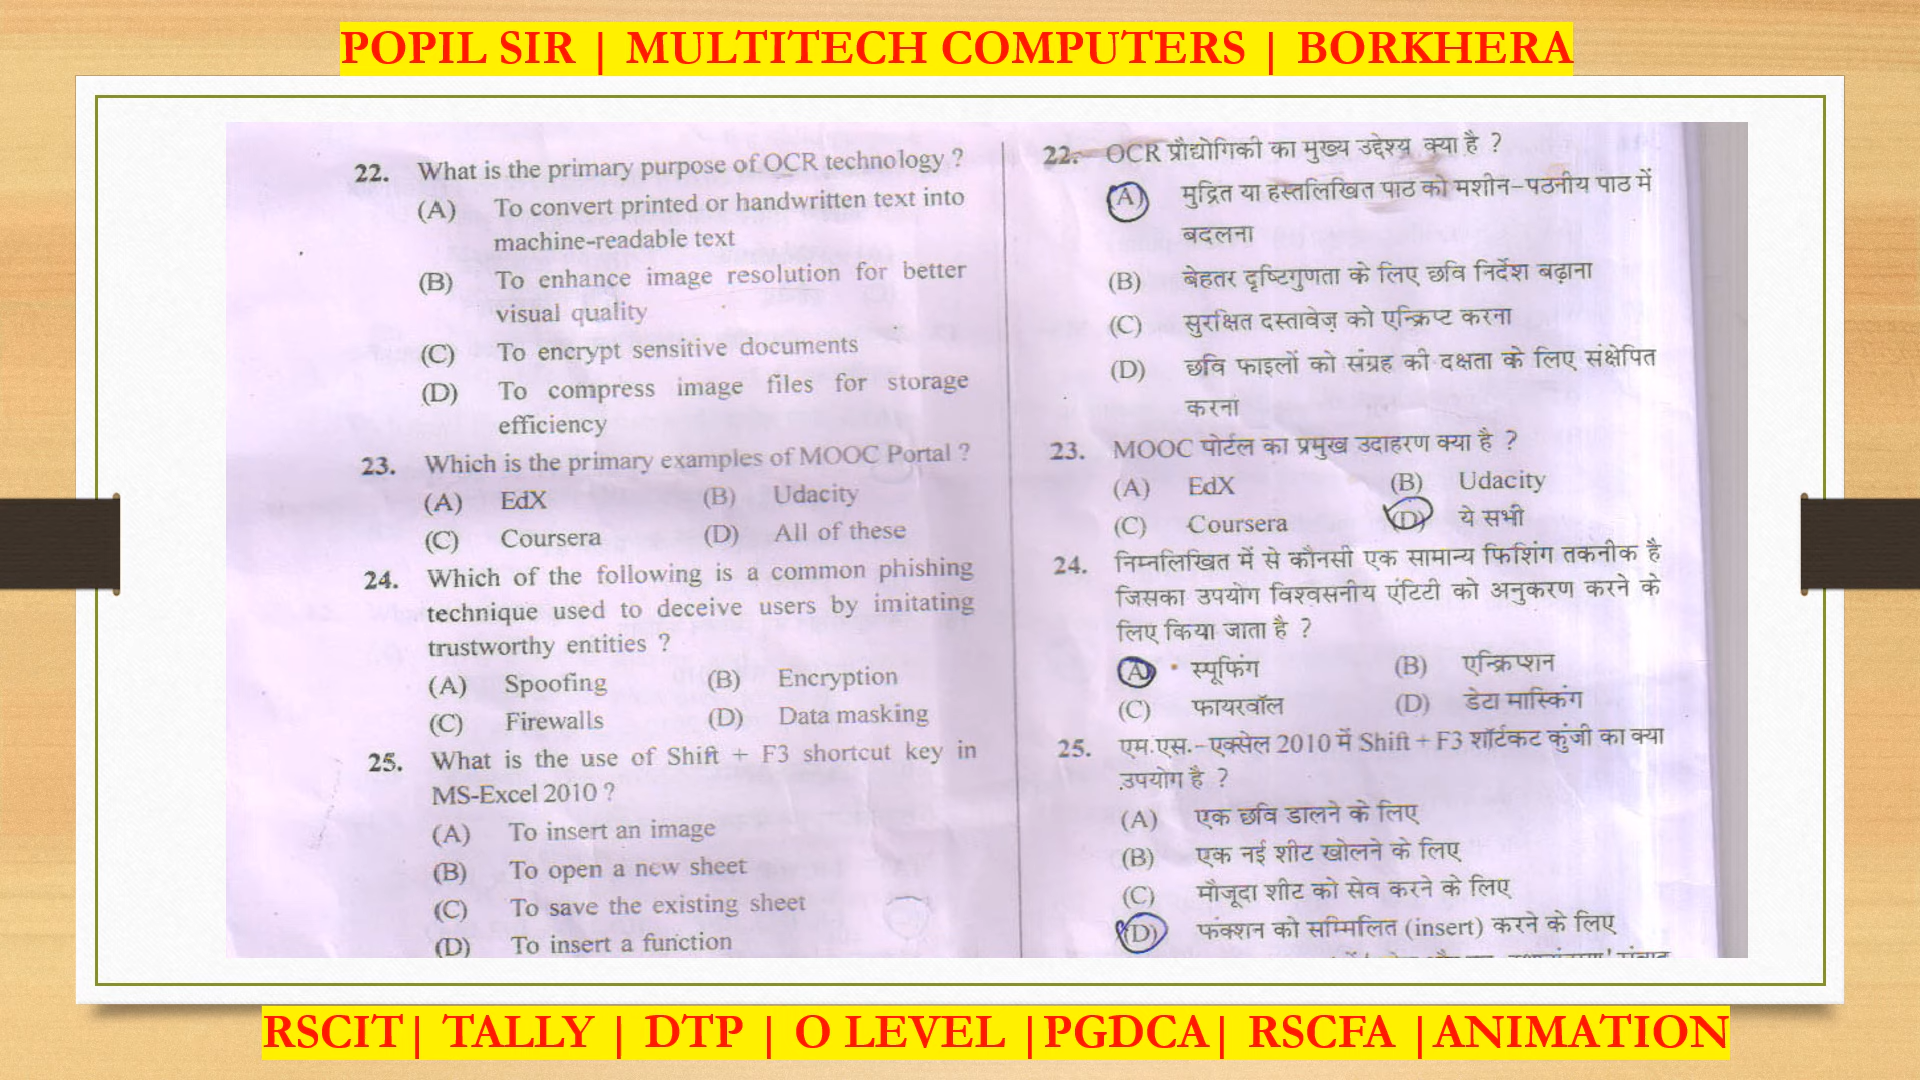 POPIL SIR | MULTITECH COMPUTERS | BORKHERA
22. What is the primary purpose of OCR technology ?
(A) To convert printed or handwritten text into
machine-readable text
(B) To enhance image resolution for better
visual quality
(C) To encrypt sensitive documents
(D) To compress image files for storage
efficiency
23. Which is the primary examples of MOOC Portal ?
(A) EdX (B) Udacity
(C) Coursera (D) All of these
24. Which of the following is a common phishing
technique used to deceive users by imitating
trustworthy entities ?
(A) Spoofing (B) Encryption
(C) Firewalls (D) Data masking
25. What is the use of Shift + F3 shortcut key in
MS-Excel 2010 ?
(A) To insert an image
(B) To open a new sheet
(C) To save the existing sheet
(D) To insert a function
22. OCR प्रौद्योगिकी का मुख्य उद्देश्य क्या है ?
(A) मुद्रित या हस्तलिखित पाठ को मशीन-पठनीय पाठ में
बदलना
(B) बेहतर दृष्टिगुणता के लिए छवि निर्देश बढ़ाना
(C) सुरक्षित दस्तावेज़ को एन्क्रिप्ट करना
(D) छवि फाइलों को संग्रह की दक्षता के लिए संक्षेपित
करना
23. MOOC पोर्टल का प्रमुख उदाहरण क्या है ?
(A) EdX (B) Udacity
(C) Coursera (D) ये सभी
24. निम्नलिखित में से कौनसी एक सामान्य फिशिंग तकनीक है
जिसका उपयोग विश्वसनीय एंटिटी को अनुकरण करने के
लिए किया जाता है ?
(A) स्पूफिंग (B) एन्क्रिप्शन
(C) फायरवॉल (D) डेटा मास्किंग
25. एम.एस.-एक्सेल 2010 में Shift + F3 शॉर्टकट कुंजी का क्या
उपयोग है ?
(A) एक छवि डालने के लिए
(B) एक नई शीट खोलने के लिए
(C) मौजूदा शीट को सेव करने के लिए
(D) फंक्शन को सम्मिलित (insert) करने के लिए
RSCIT| TALLY | DTP | O LEVEL |PGDCA| RSCFA |ANIMATION